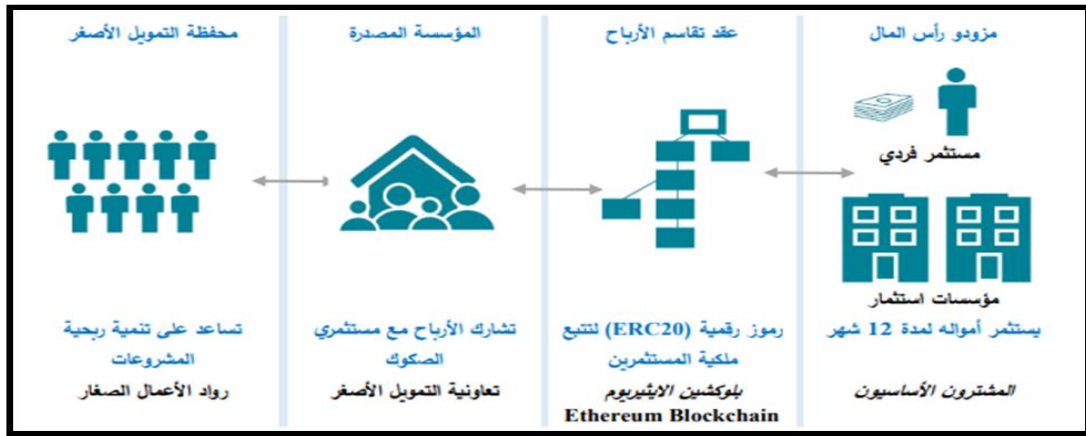 مزودو رأس المال
مستثمر فردي
مؤسسات استثمار
يستثمر أمواله لمدة 12 شهر
المشترون الأساسيون
عقد تقاسم الأرباح
رموز رقمية (ERC20) لتتبع
ملكية المستثمرين
بلوكشين الايثيريوم
Ethereum Blockchain
المؤسسة المصدرة
تشارك الأرباح مع مستثمري
الصكوك
تعاونية التمويل الأصغر
محفظة التمويل الأصغر
تساعد على تنمية ربحية
المشروعات
رواد الأعمال الصغار